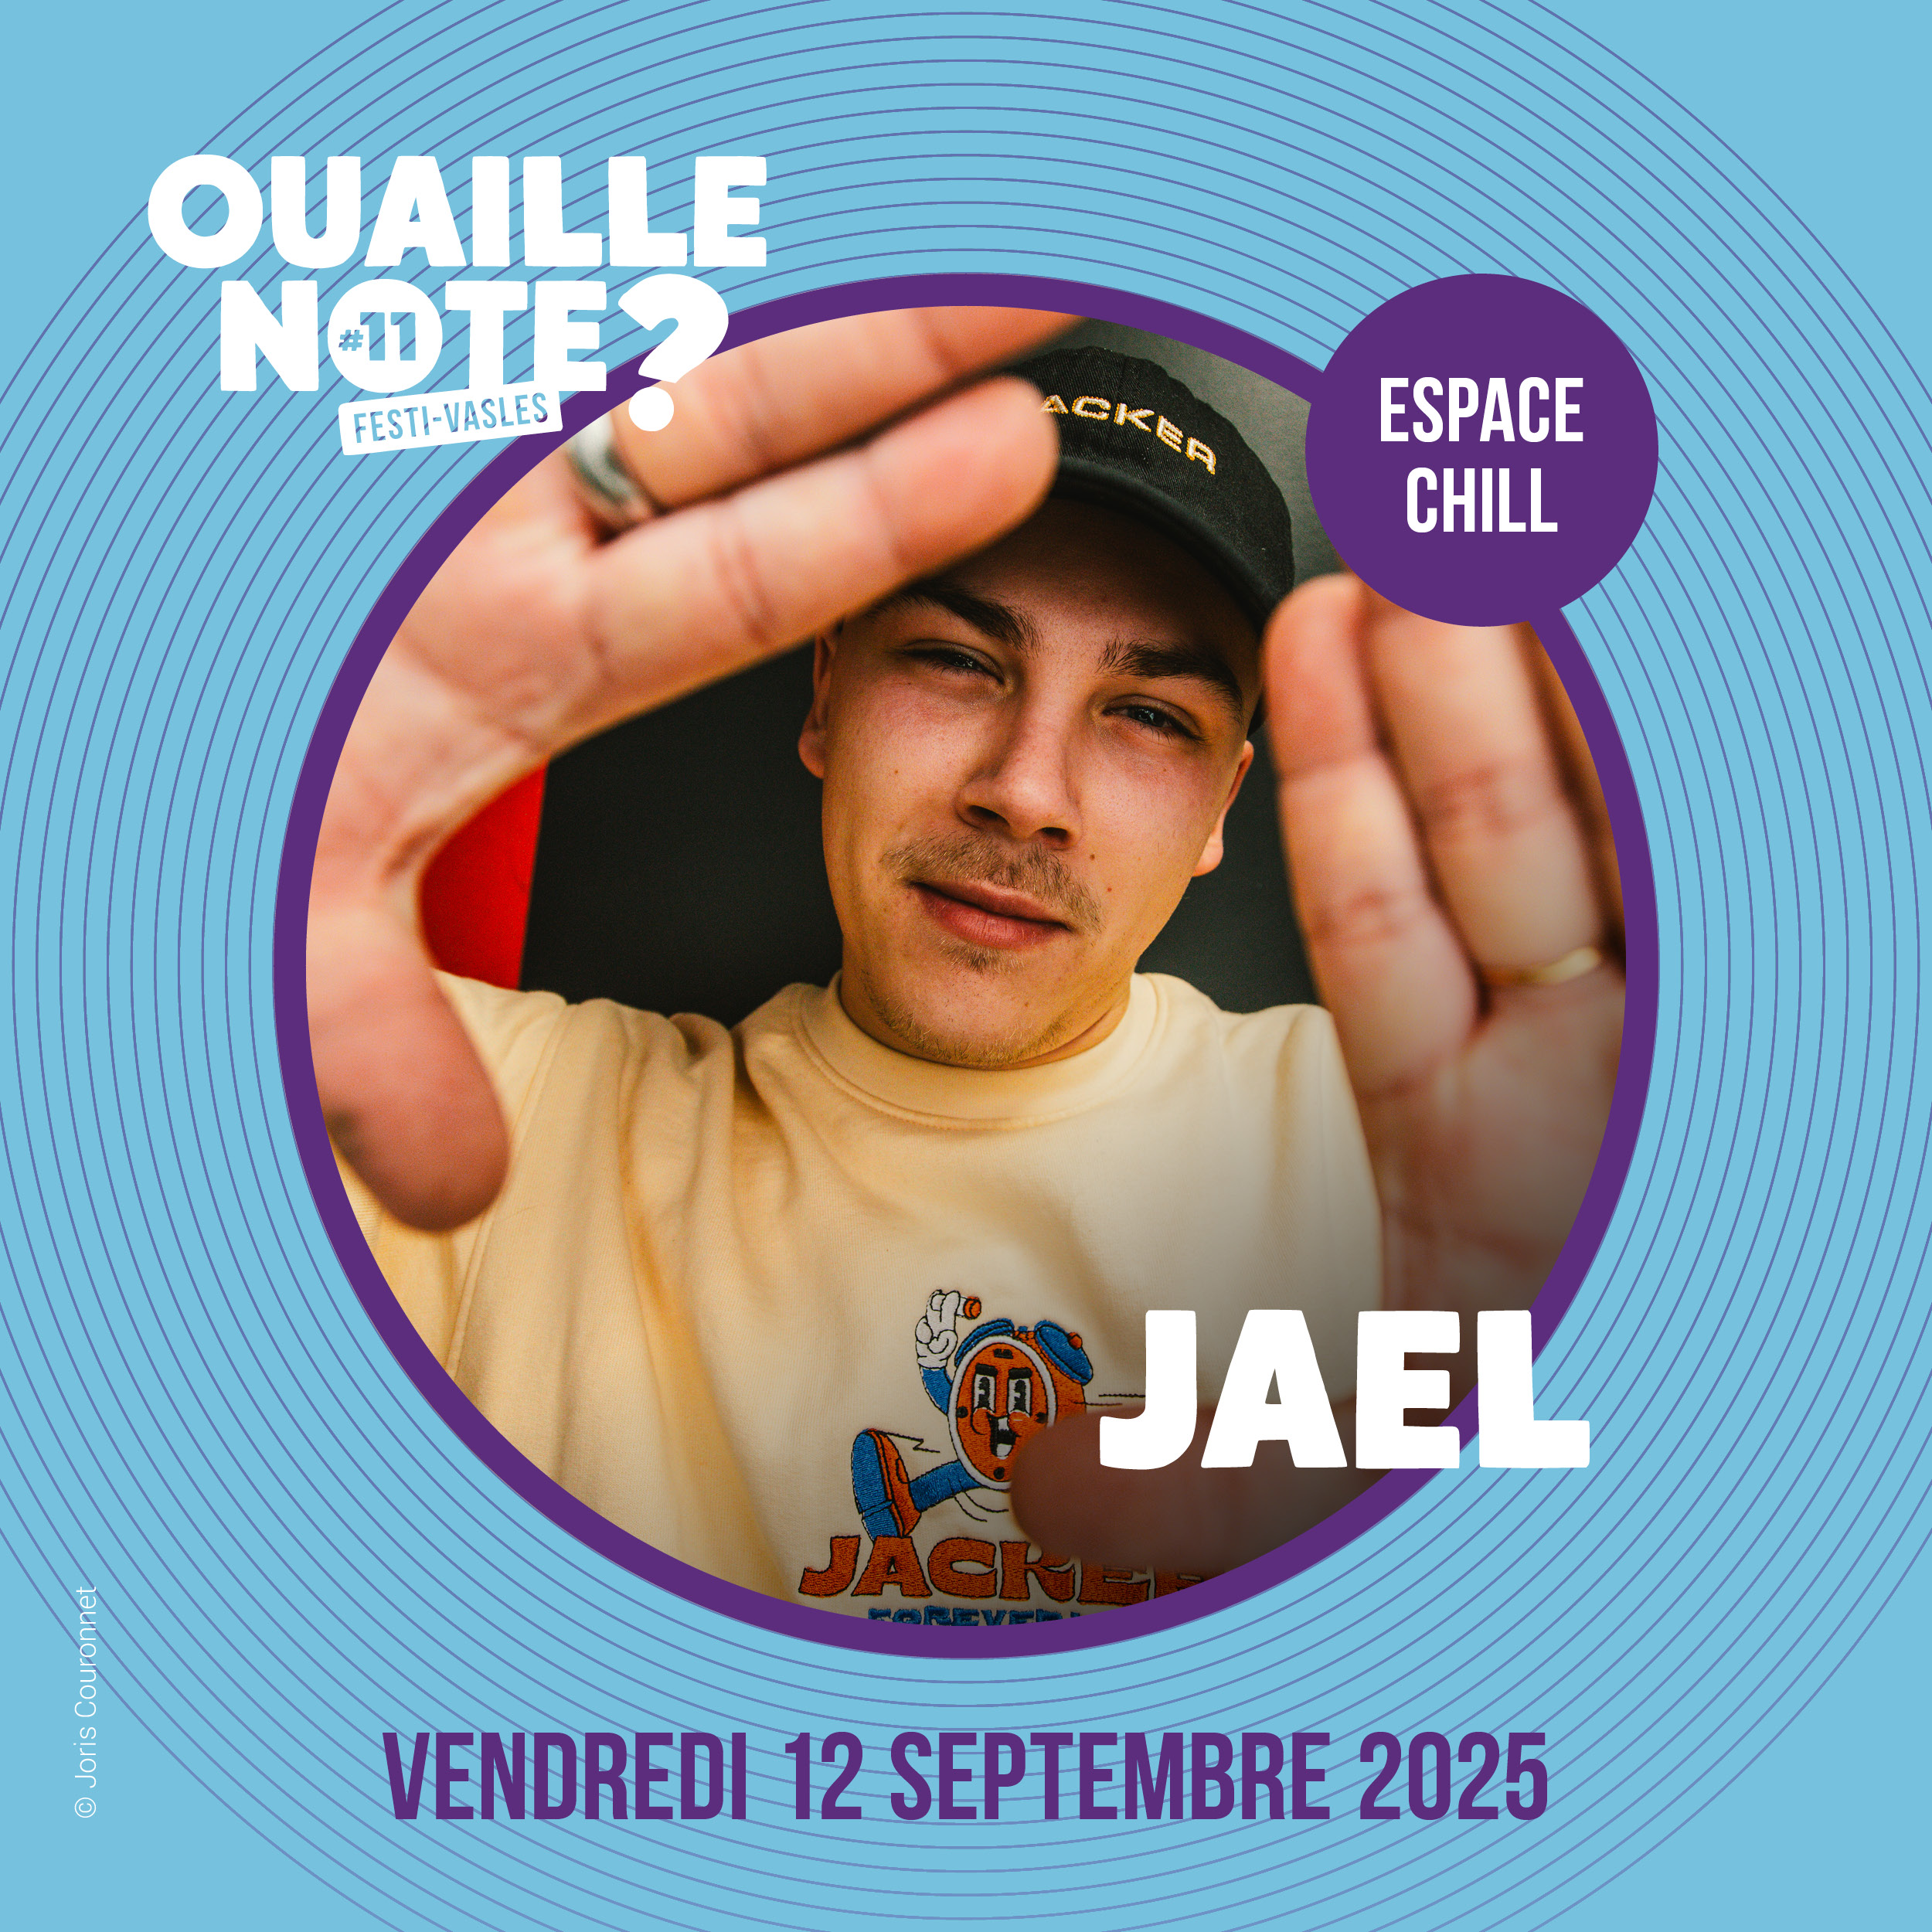 OUAILLE
NOTE?
#11
FESTI-VASLES
ESPACE
CHILL
ACKER
JAEL
JACKER
VENDREDI 12 SEPTEMBRE 2025
© Joris Couronnet